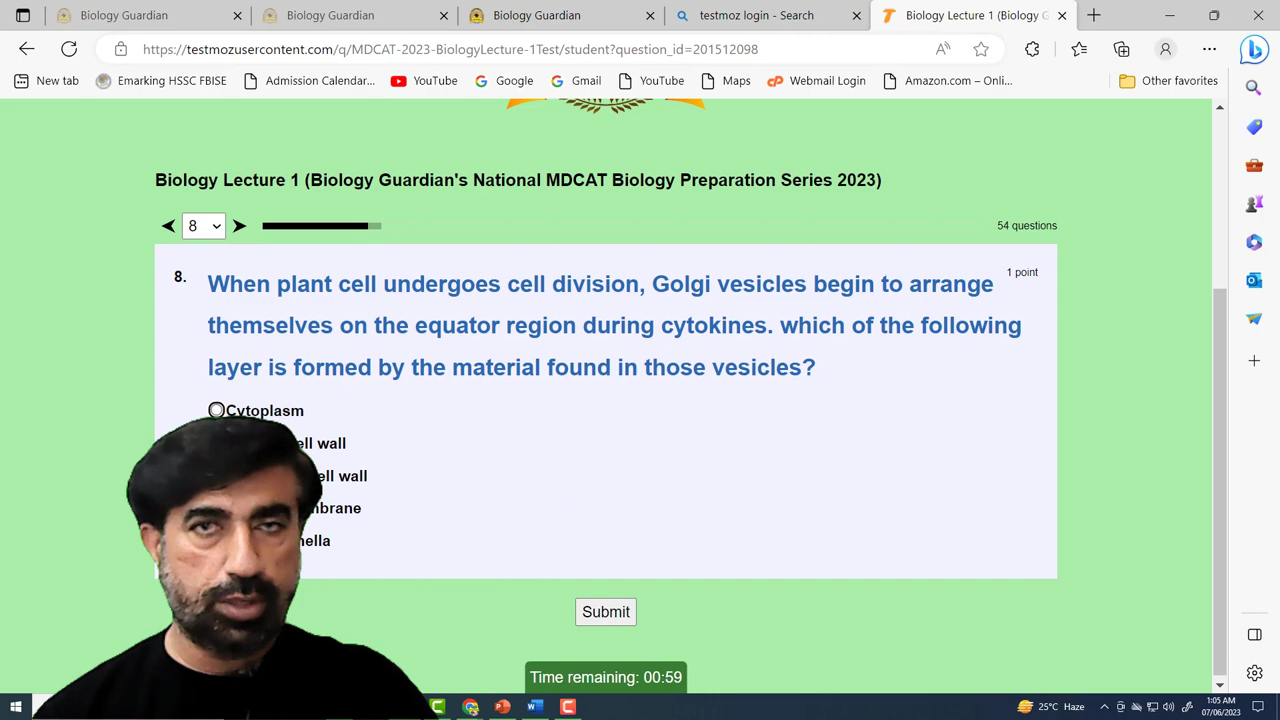 Biology Guardian
Biology Guardian
Biology Guardian
testmoz login - Search
Biology Lecture 1 (Biology G
https://testmozusercontent.com/q/MDCAT-2023-BiologyLecture-1Test/student?question_id=201512098
New tab
Emarking HSSC FBISE
Admission Calendar...
YouTube
Google
Gmail
YouTube
Maps
Webmail Login
Amazon.com – Onli...
Other favorites
Biology Lecture 1 (Biology Guardian's National MDCAT Biology Preparation Series 2023)
8
54 questions
8.
When plant cell undergoes cell division, Golgi vesicles begin to arrange
1 point
themselves on the equator region during cytokines. which of the following
layer is formed by the material found in those vesicles?
Cytoplasm
ell wall
ell wall
brane
ella
Submit
Time remaining: 00:59
25°C Haze
1:05 AM
07/06/2023